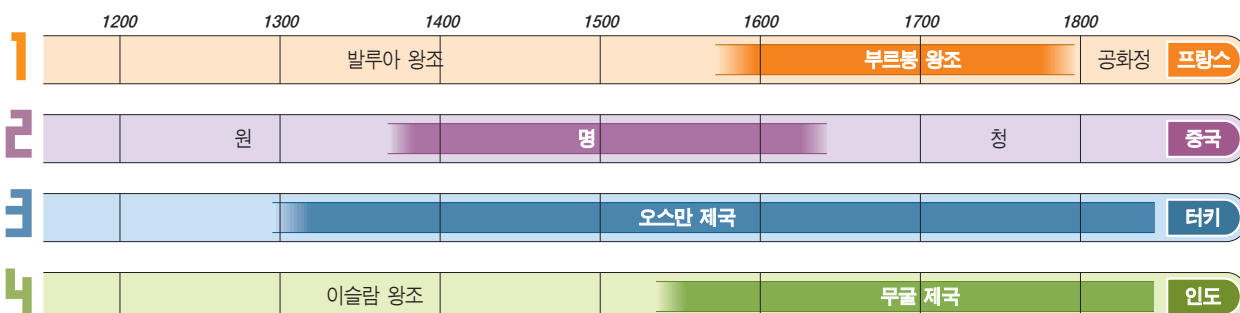 1200 1300 1400 1500 1600 1700 1800
1 발루아 왕조 부르봉 왕조 공화정 프랑스
2 원 명 청 중국
3 오스만 제국 터키
4 이슬람 왕조 무굴 제국 인도